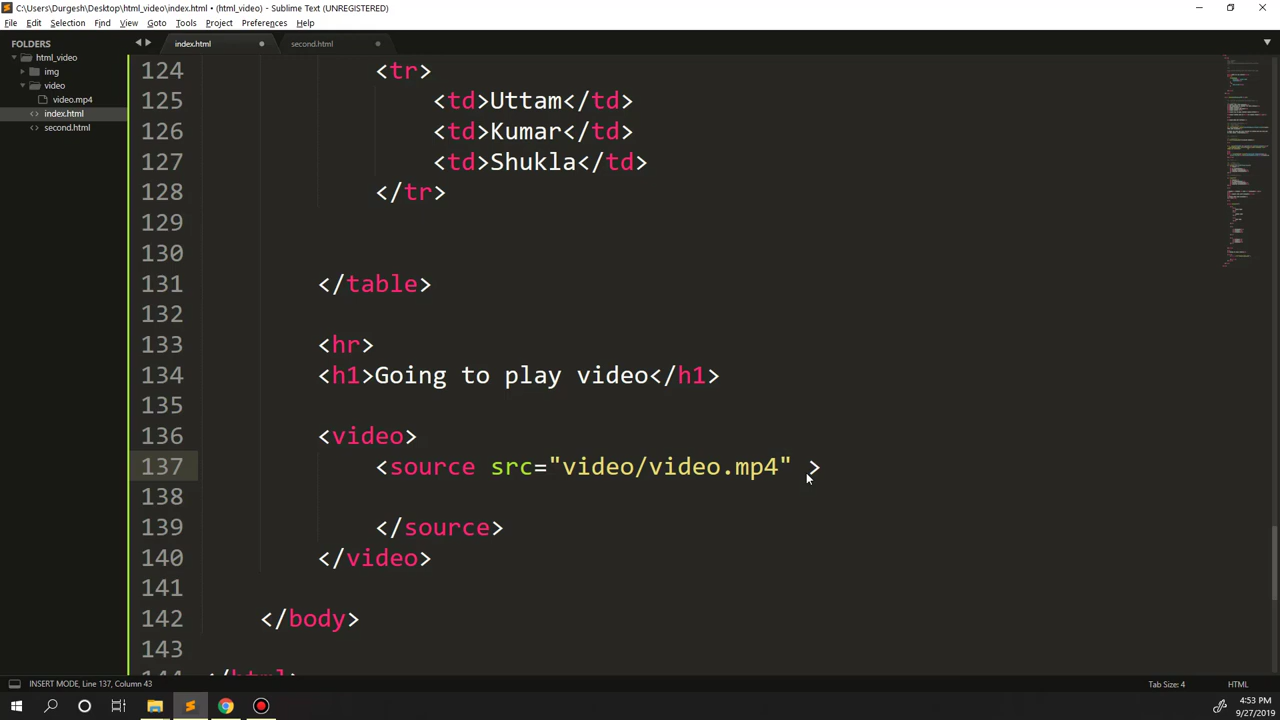 C:\Users\Durgesh\Desktop\html_video\index.html • (html_video) - Sublime Text (UNREGISTERED)
File Edit Selection Find View Goto Tools Project Preferences Help
FOLDERS
html_video
img
video
video.mp4
index.html
second.html
index.html second.html
124 <tr>
125 <td>Uttam</td>
126 <td>Kumar</td>
127 <td>Shukla</td>
128 </tr>
129
130
131 </table>
132
133 <hr>
134 <h1>Going to play video</h1>
135
136 <video>
137 <source src="video/video.mp4" >
138
139 </source>
140 </video>
141
142 </body>
143
144 </html>
INSERT MODE, Line 137, Column 43 Tab Size: 4 HTML
4:53 PM
9/27/2019